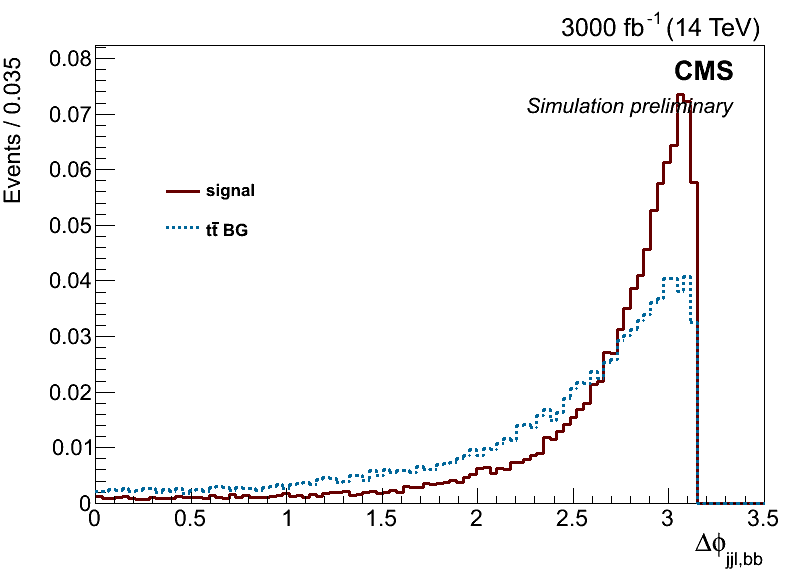 3000 fb⁻¹ (14 TeV)
CMS
Simulation preliminary
Events / 0.035
0.08
0.07
0.06
0.05
0.04
0.03
0.02
0.01
0
signal
tt̄ BG
0 0.5 1 1.5 2 2.5 3 3.5
Δϕjjl,bb